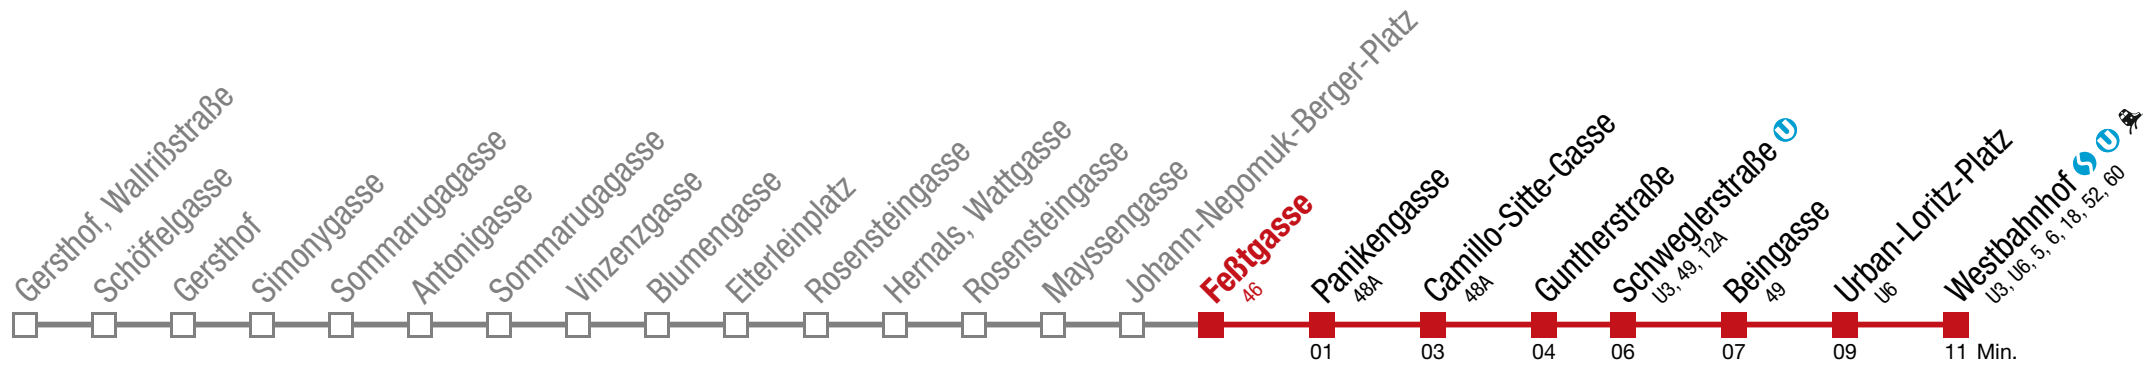 Gersthof, Wallrißstraße
Schöffelgasse
Gersthof
Simonygasse
Sommarugagasse
Antonigasse
Sommarugagasse
Vinzenzgasse
Blumengasse
Elterleinplatz
Rosensteingasse
Hernals, Wattgasse
Rosensteingasse
Mayssengasse
Johann-Nepomuk-Berger-Platz
Feßtgasse
46
Panikengasse
48A
Camillo-Sitte-Gasse
48A
Guntherstraße
Schweglerstraße U
U3, 49, 12A
Beingasse
49
Urban-Loritz-Platz
U6
Westbahnhof S U
U3, U6, 5, 6, 18, 52, 60
01 03 04 06 07 09 11 Min.